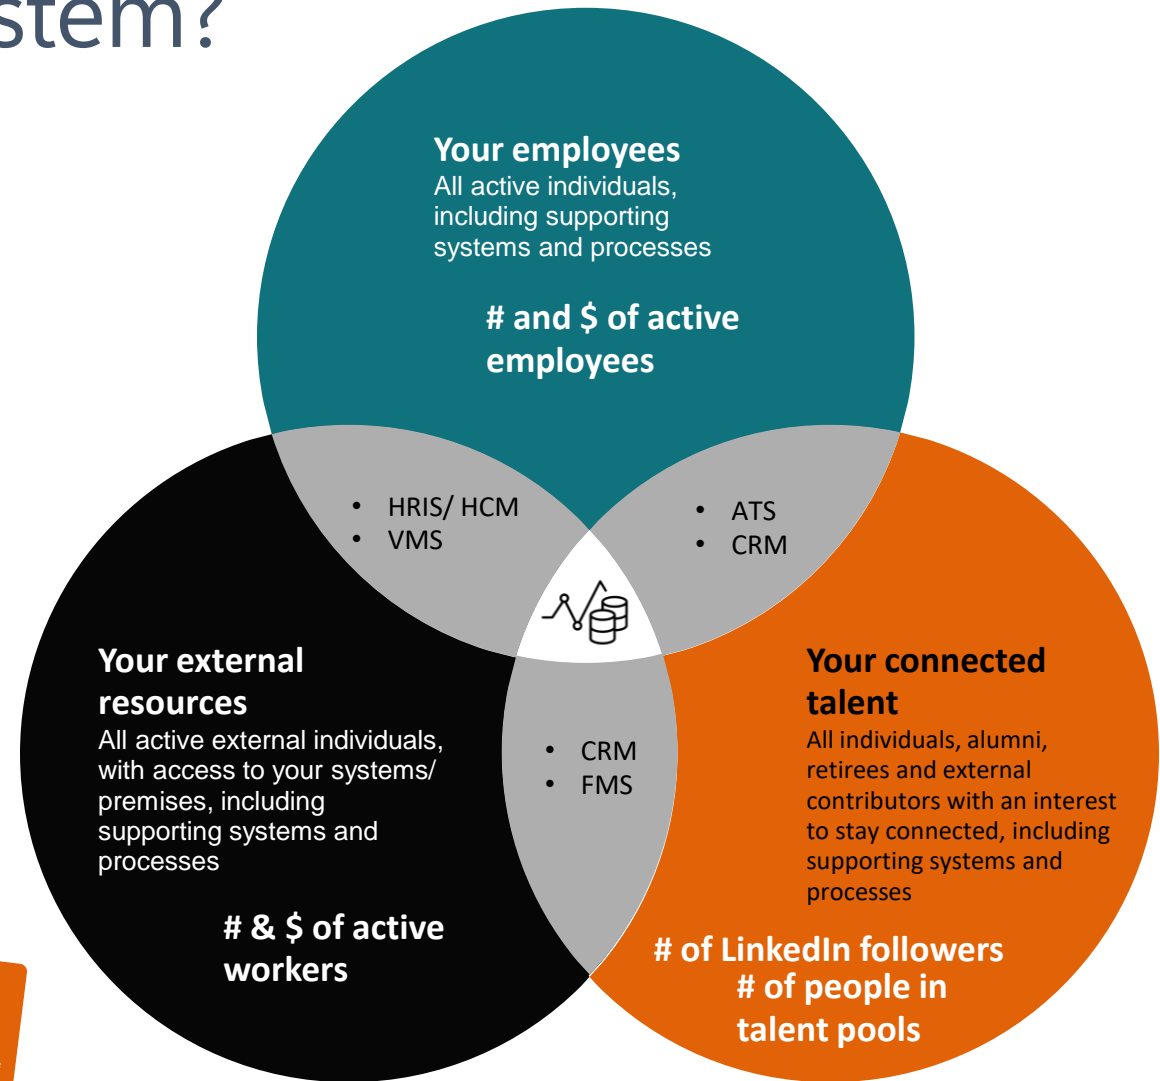 stem?
Your employees
All active individuals,
including supporting
systems and processes
# and $ of active
employees
• HRIS/ HCM
• VMS
• ATS
• CRM
Your external
resources
All active external individuals,
with access to your systems/
premises, including
supporting systems and
processes
# & $ of active
workers
• CRM
• FMS
Your connected
talent
All individuals, alumni,
retirees and external
contributors with an interest
to stay connected, including
supporting systems and
processes
# of LinkedIn followers
# of people in
talent pools